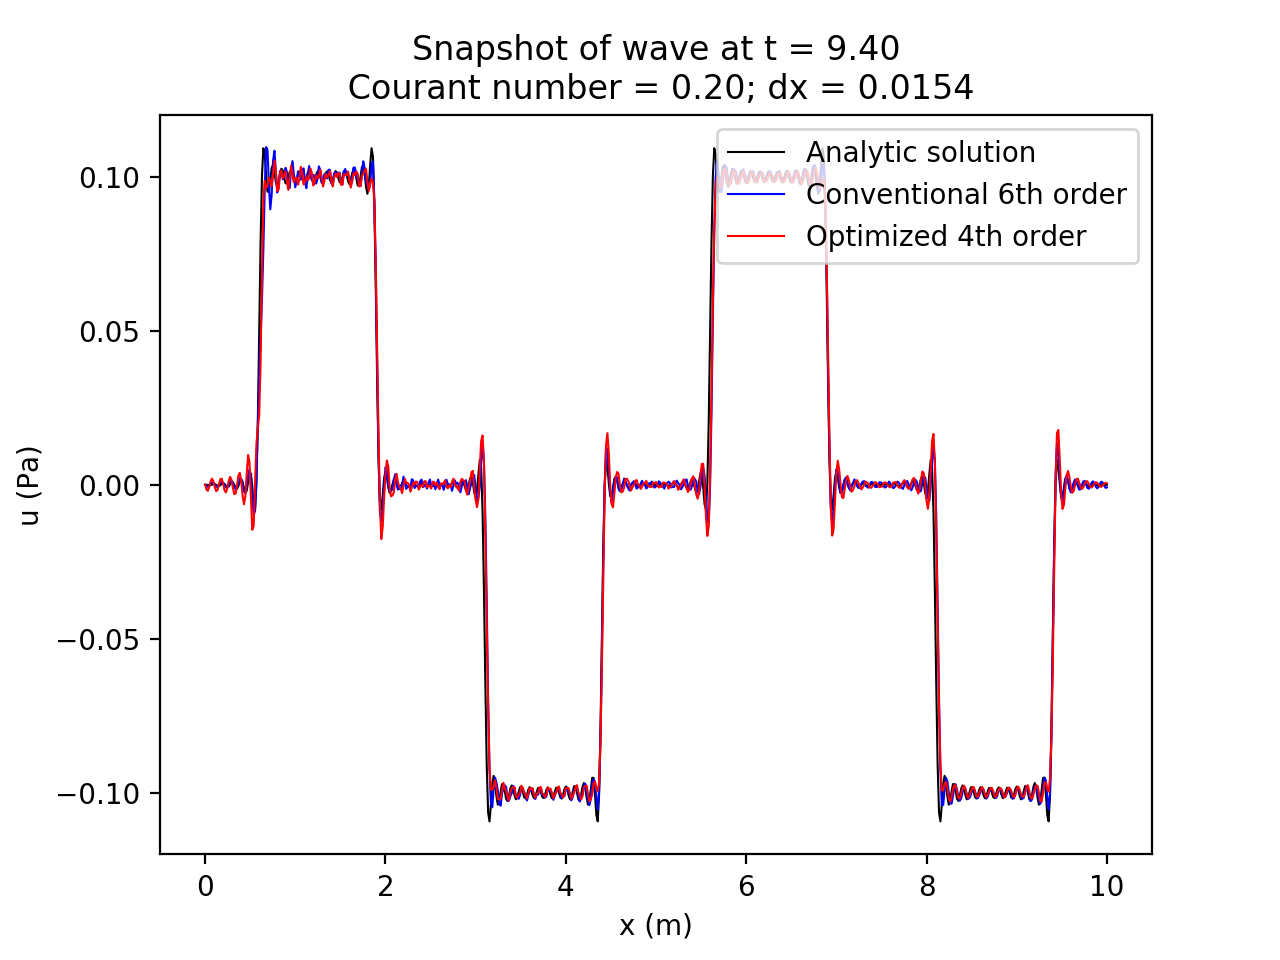 Snapshot of wave at t = 9.40
Courant number = 0.20; dx = 0.0154
Analytic solution
Conventional 6th order
Optimized 4th order
0.10
0.05
0.00
−0.05
−0.10
u (Pa)
0 2 4 6 8 10
x (m)